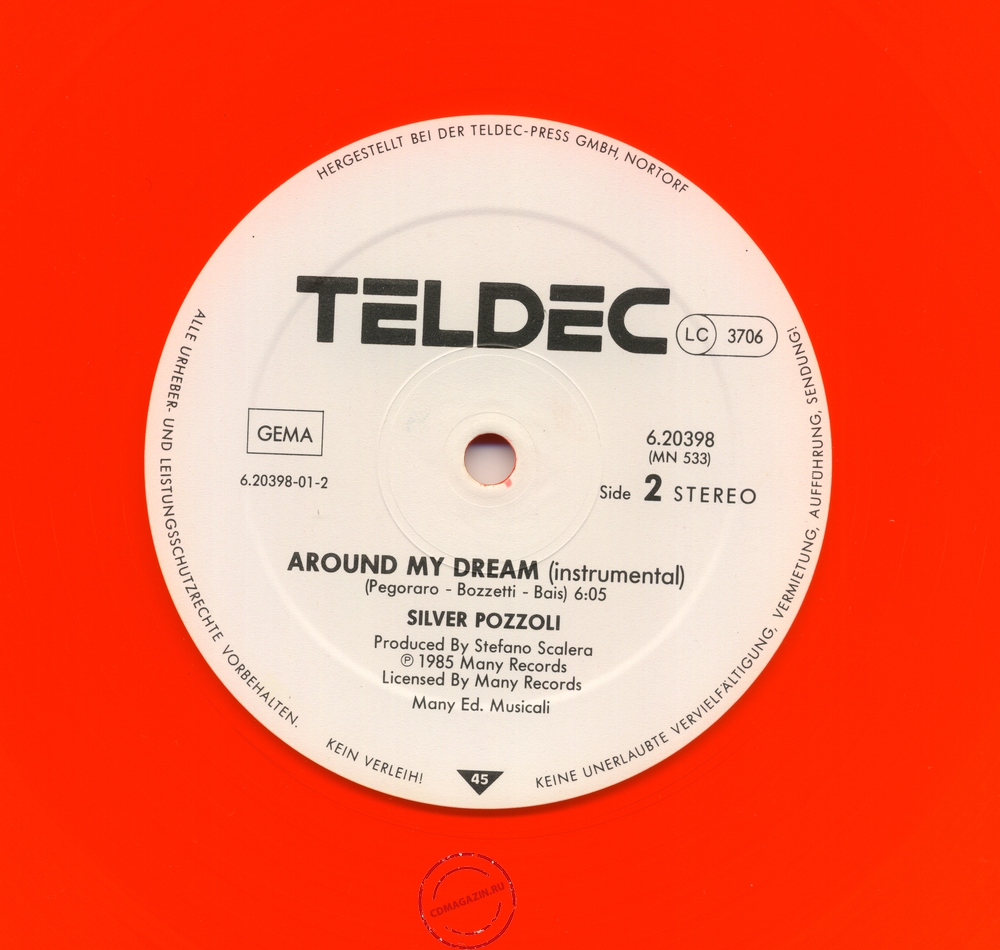 HERGESTELLT BEI DER TELDEC-PRESS GMBH, NORTORF
TELDEC
LC 3706
GEMA
6.20398-01-2
6.20398
(MN 533)
Side 2 STEREO
AROUND MY DREAM (instrumental)
(Pegoraro - Bozzetti - Bais) 6:05
SILVER POZZOLI
Produced By Stefano Scalera
℗ 1985 Many Records
Licensed By Many Records
Many Ed. Musicali
ALLE URHEBER- UND LEISTUNGSSCHUTZRECHTE VORBEHALTEN.
KEIN VERLEIH!
45
KEINE UNERLAUBTE VERVIELFÄLTIGUNG, VERMIETUNG, AUFFÜHRUNG, SENDUNG!
CDMAGAZIN.RU